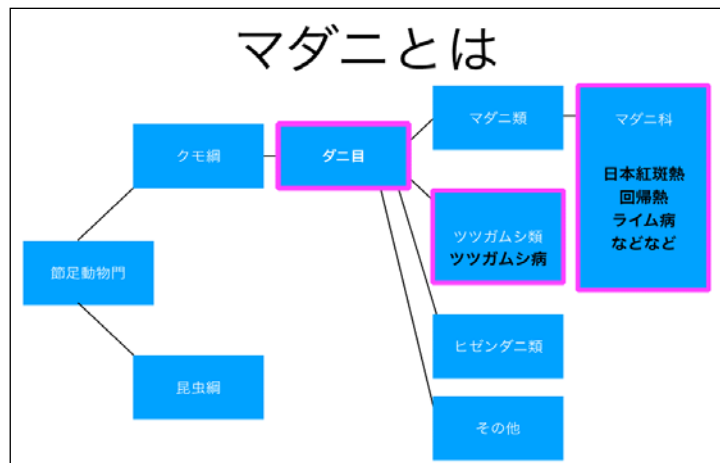 マダニとは
節足動物門
クモ綱
昆虫綱
ダニ目
マダニ類
ツツガムシ類
ツツガムシ病
ヒゼンダニ類
その他
マダニ科
日本紅斑熱
回帰熱
ライム病
などなど